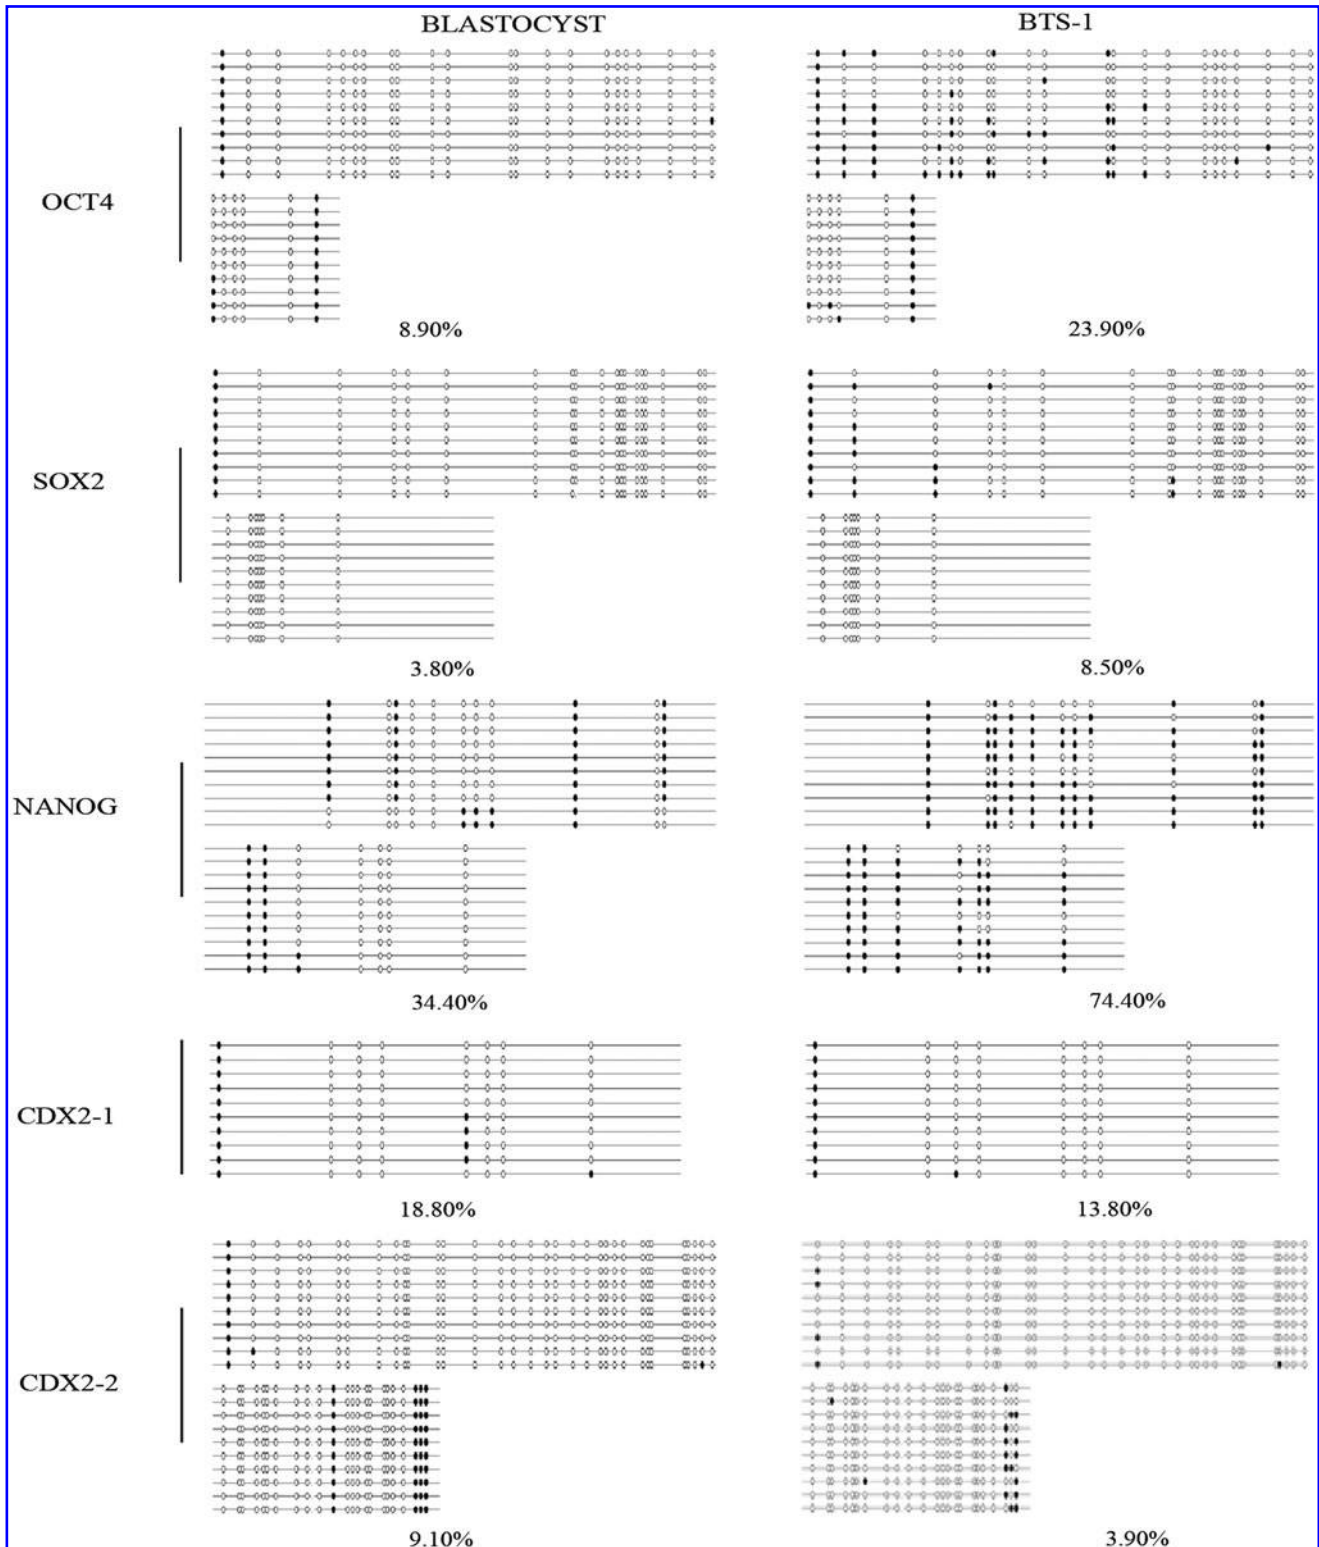 BLASTOCYST
BTS-1
OCT4
8.90%
23.90%
SOX2
3.80%
8.50%
NANOG
34.40%
74.40%
CDX2-1
18.80%
13.80%
CDX2-2
9.10%
3.90%